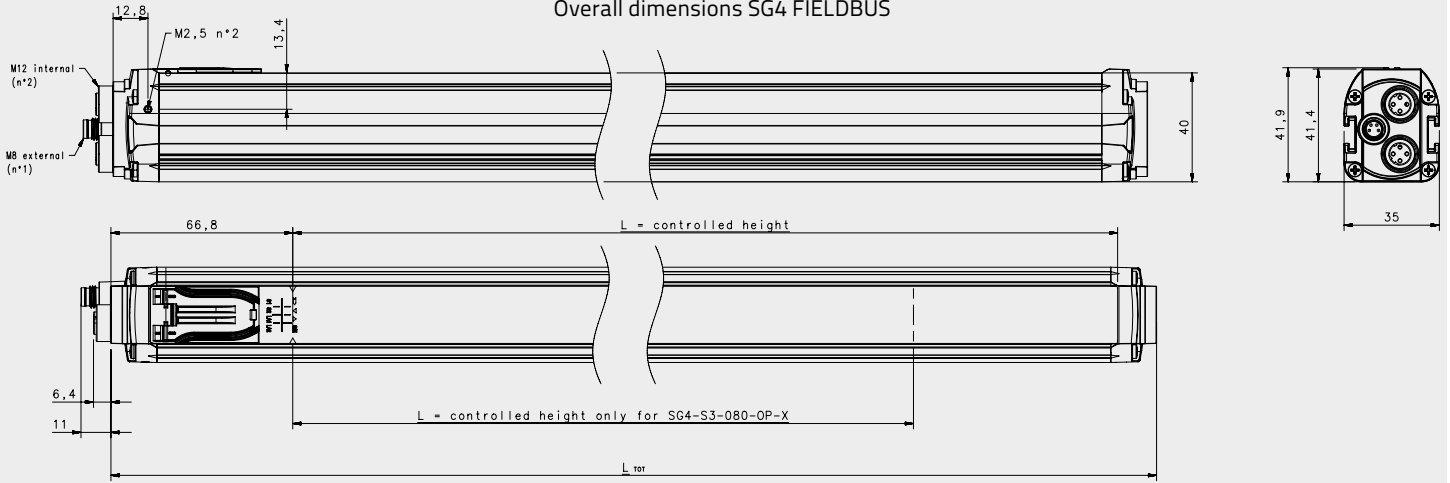 Overall dimensions SG4 FIELDBUS
12,8
M2,5 n°2
13,4
M12 internal
(n°2)
M8 external
(n°1)
40
41,9
41,4
35
66,8
L = controlled height
6,4
11
L = controlled height only for SG4-S3-080-OP-X
L TOT